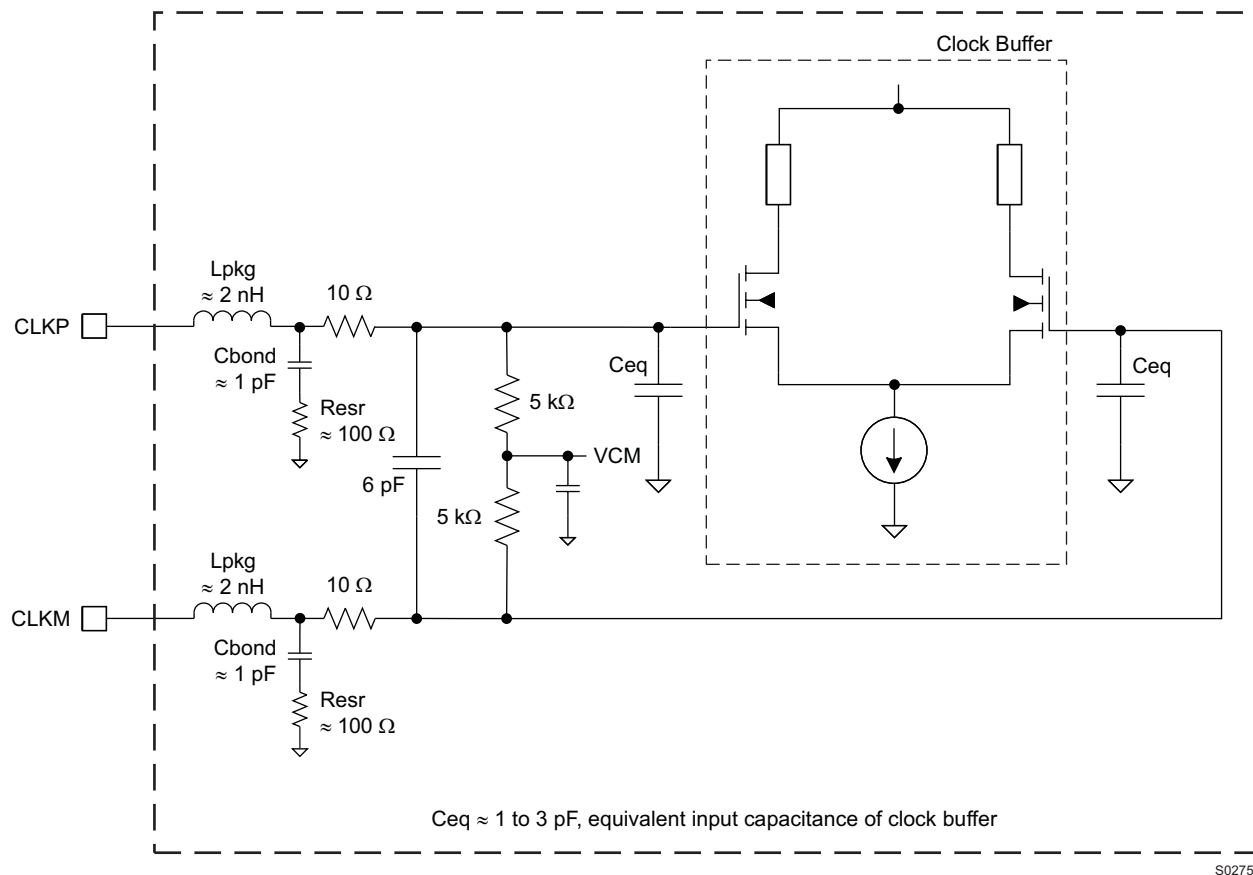 Clock Buffer
Lpkg
≈ 2 nH
10 Ω
CLKP
Cbond
≈ 1 pF
Resr
≈ 100 Ω
6 pF
5 kΩ
VCM
5 kΩ
Ceq
Ceq
Lpkg
≈ 2 nH
10 Ω
CLKM
Cbond
≈ 1 pF
Resr
≈ 100 Ω
Ceq ≈ 1 to 3 pF, equivalent input capacitance of clock buffer
S0275